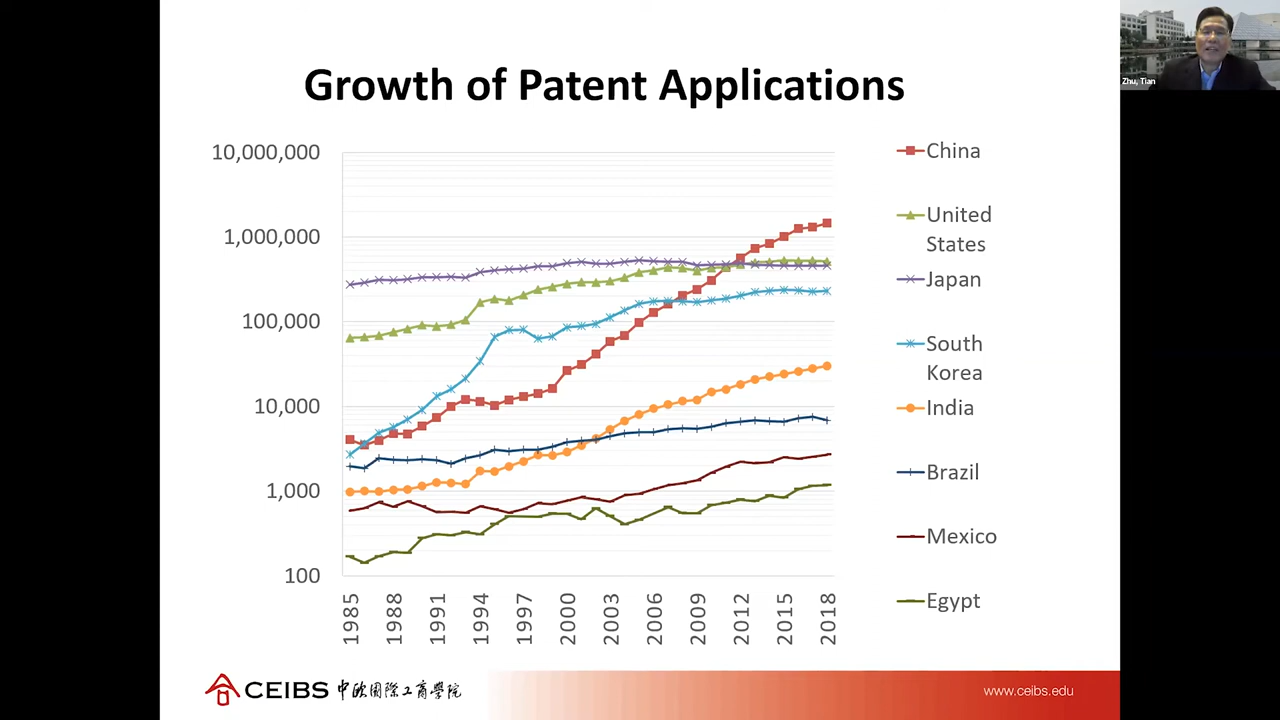 Growth of Patent Applications
Zhu, Tian
10,000,000
1,000,000
100,000
10,000
1,000
100
1985
1988
1991
1994
1997
2000
2003
2006
2009
2012
2015
2018
China
United
States
Japan
South
Korea
India
Brazil
Mexico
Egypt
CEIBS 中欧国際工商學院
www.ceibs.edu